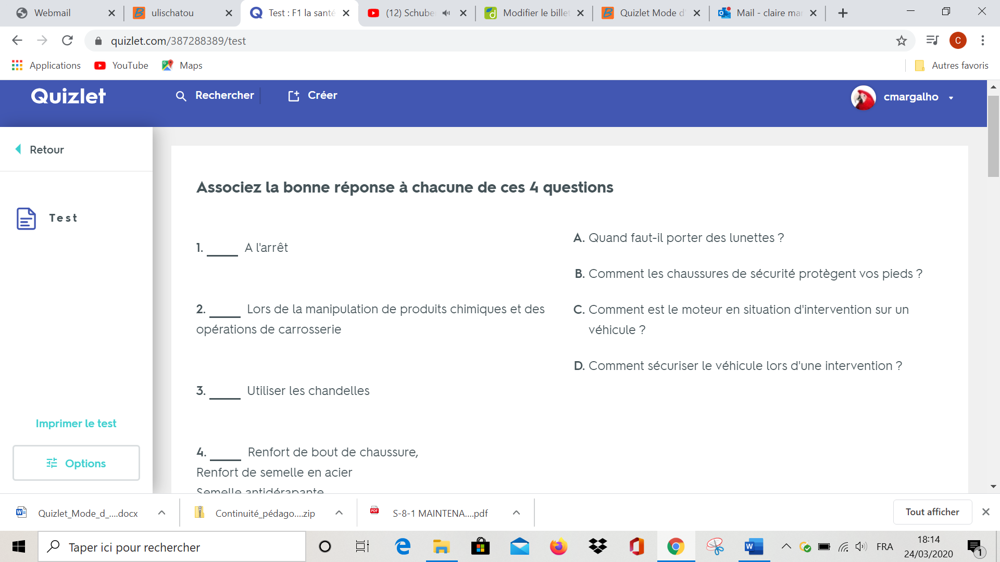 Webmail
ulischatou
Test : F1 la santé
(12) Schuber
Modifier le billet
Quizlet Mode d'
Mail - claire mar
quizlet.com/387288389/test
C
Applications
YouTube
Maps
Autres favoris
Quizlet
Rechercher
Créer
cmargalho
Retour
Test
Imprimer le test
Options
Associez la bonne réponse à chacune de ces 4 questions
1. ____ A l'arrêt
2. ____ Lors de la manipulation de produits chimiques et des
opérations de carrosserie
3. ____ Utiliser les chandelles
4. ____ Renfort de bout de chaussure,
Renfort de semelle en acier
Semelle antidérapante
A. Quand faut-il porter des lunettes ?
B. Comment les chaussures de sécurité protègent vos pieds ?
C. Comment est le moteur en situation d'intervention sur un
véhicule ?
D. Comment sécuriser le véhicule lors d'une intervention ?
Quizlet_Mode_d_....docx
Continuité_pédago....zip
PDF
S-8-1 MAINTENA....pdf
Tout afficher
Taper ici pour rechercher
FRA
18:14
24/03/2020
1